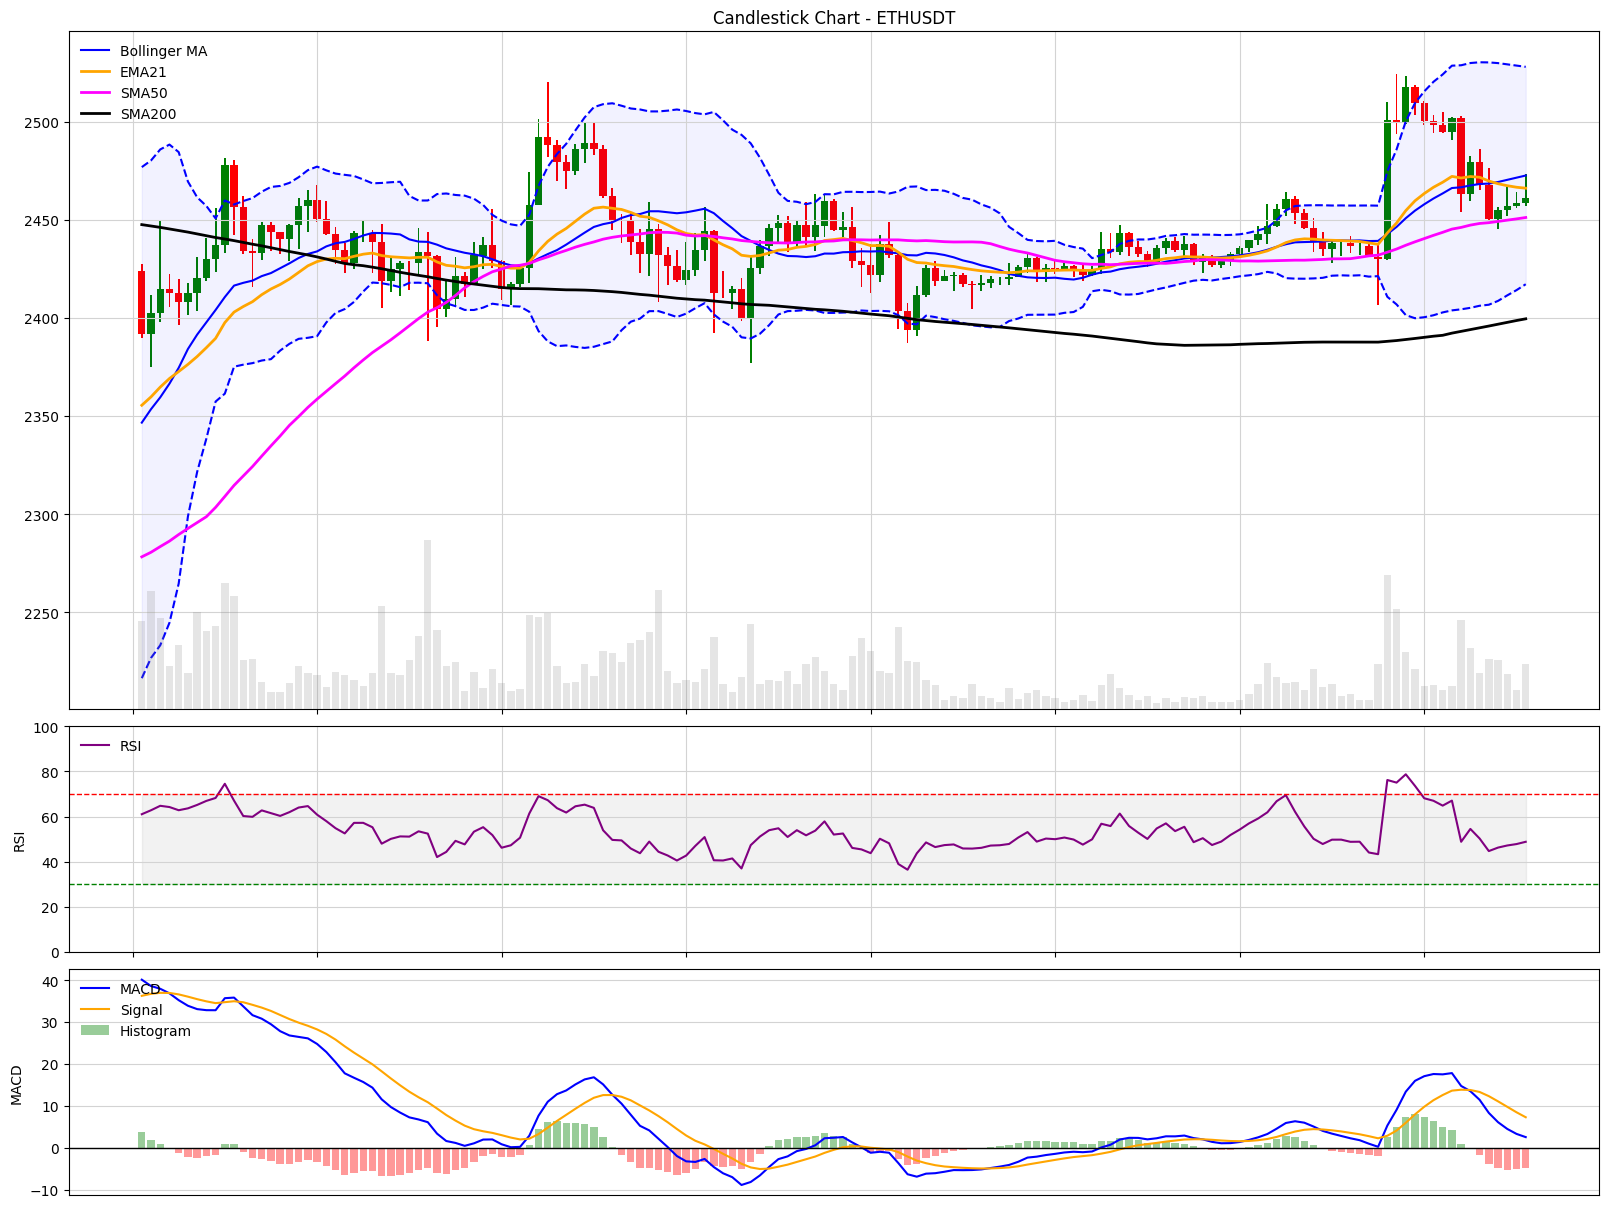 Candlestick Chart - ETHUSDT
Bollinger MA
EMA21
SMA50
SMA200
2500
2450
2400
2350
2300
2250
RSI
100
80
60
40
20
0
RSI
MACD
Signal
Histogram
40
30
20
10
0
−10
MACD